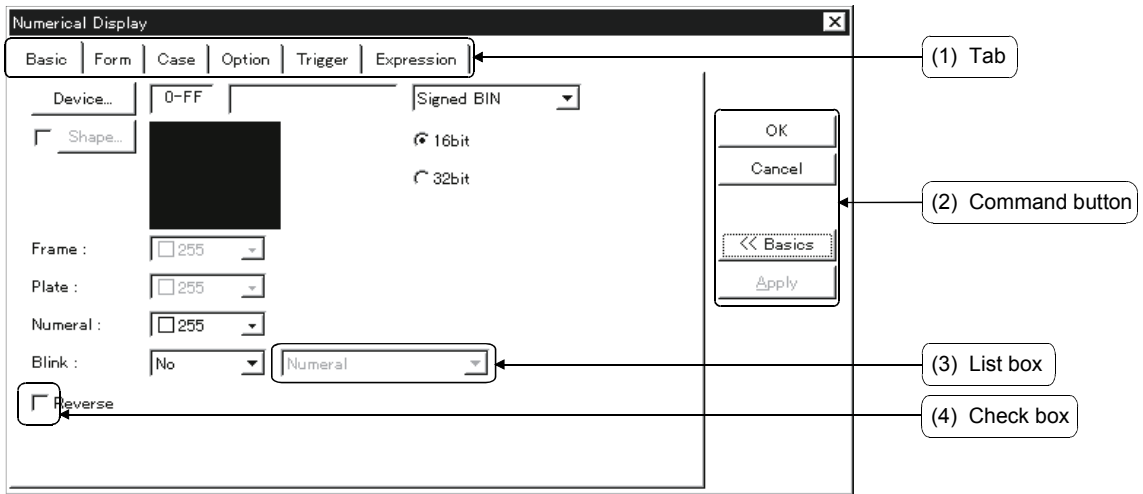 Numerical Display
Basic Form Case Option Trigger Expression
(1) Tab
Device... 0-FF Signed BIN
Shape... 16bit
OK
32bit
Cancel
(2) Command button
<< Basics
Frame : 255
Plate : 255
Apply
Numeral : 255
Blink : No Numeral
(3) List box
Reverse
(4) Check box